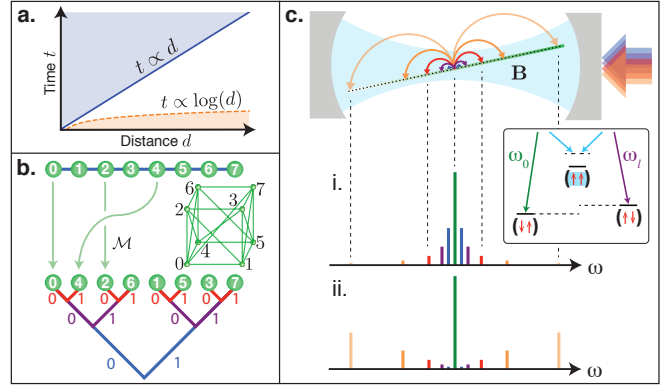 a.
Time t
t ∝ d
t ∝ log(d)
Distance d
b.
0 1 2 3 4 5 6 7
6 7
2 3
4 5
0 1
ℳ
0 4 2 6 1 5 3 7
0 1 0 1 0 1 0 1
0 1 0 1
0 1
c.
B
ω₀ ω_l
(↑↑)
(↓↑) (↑↓)
i.
ω
ii.
ω